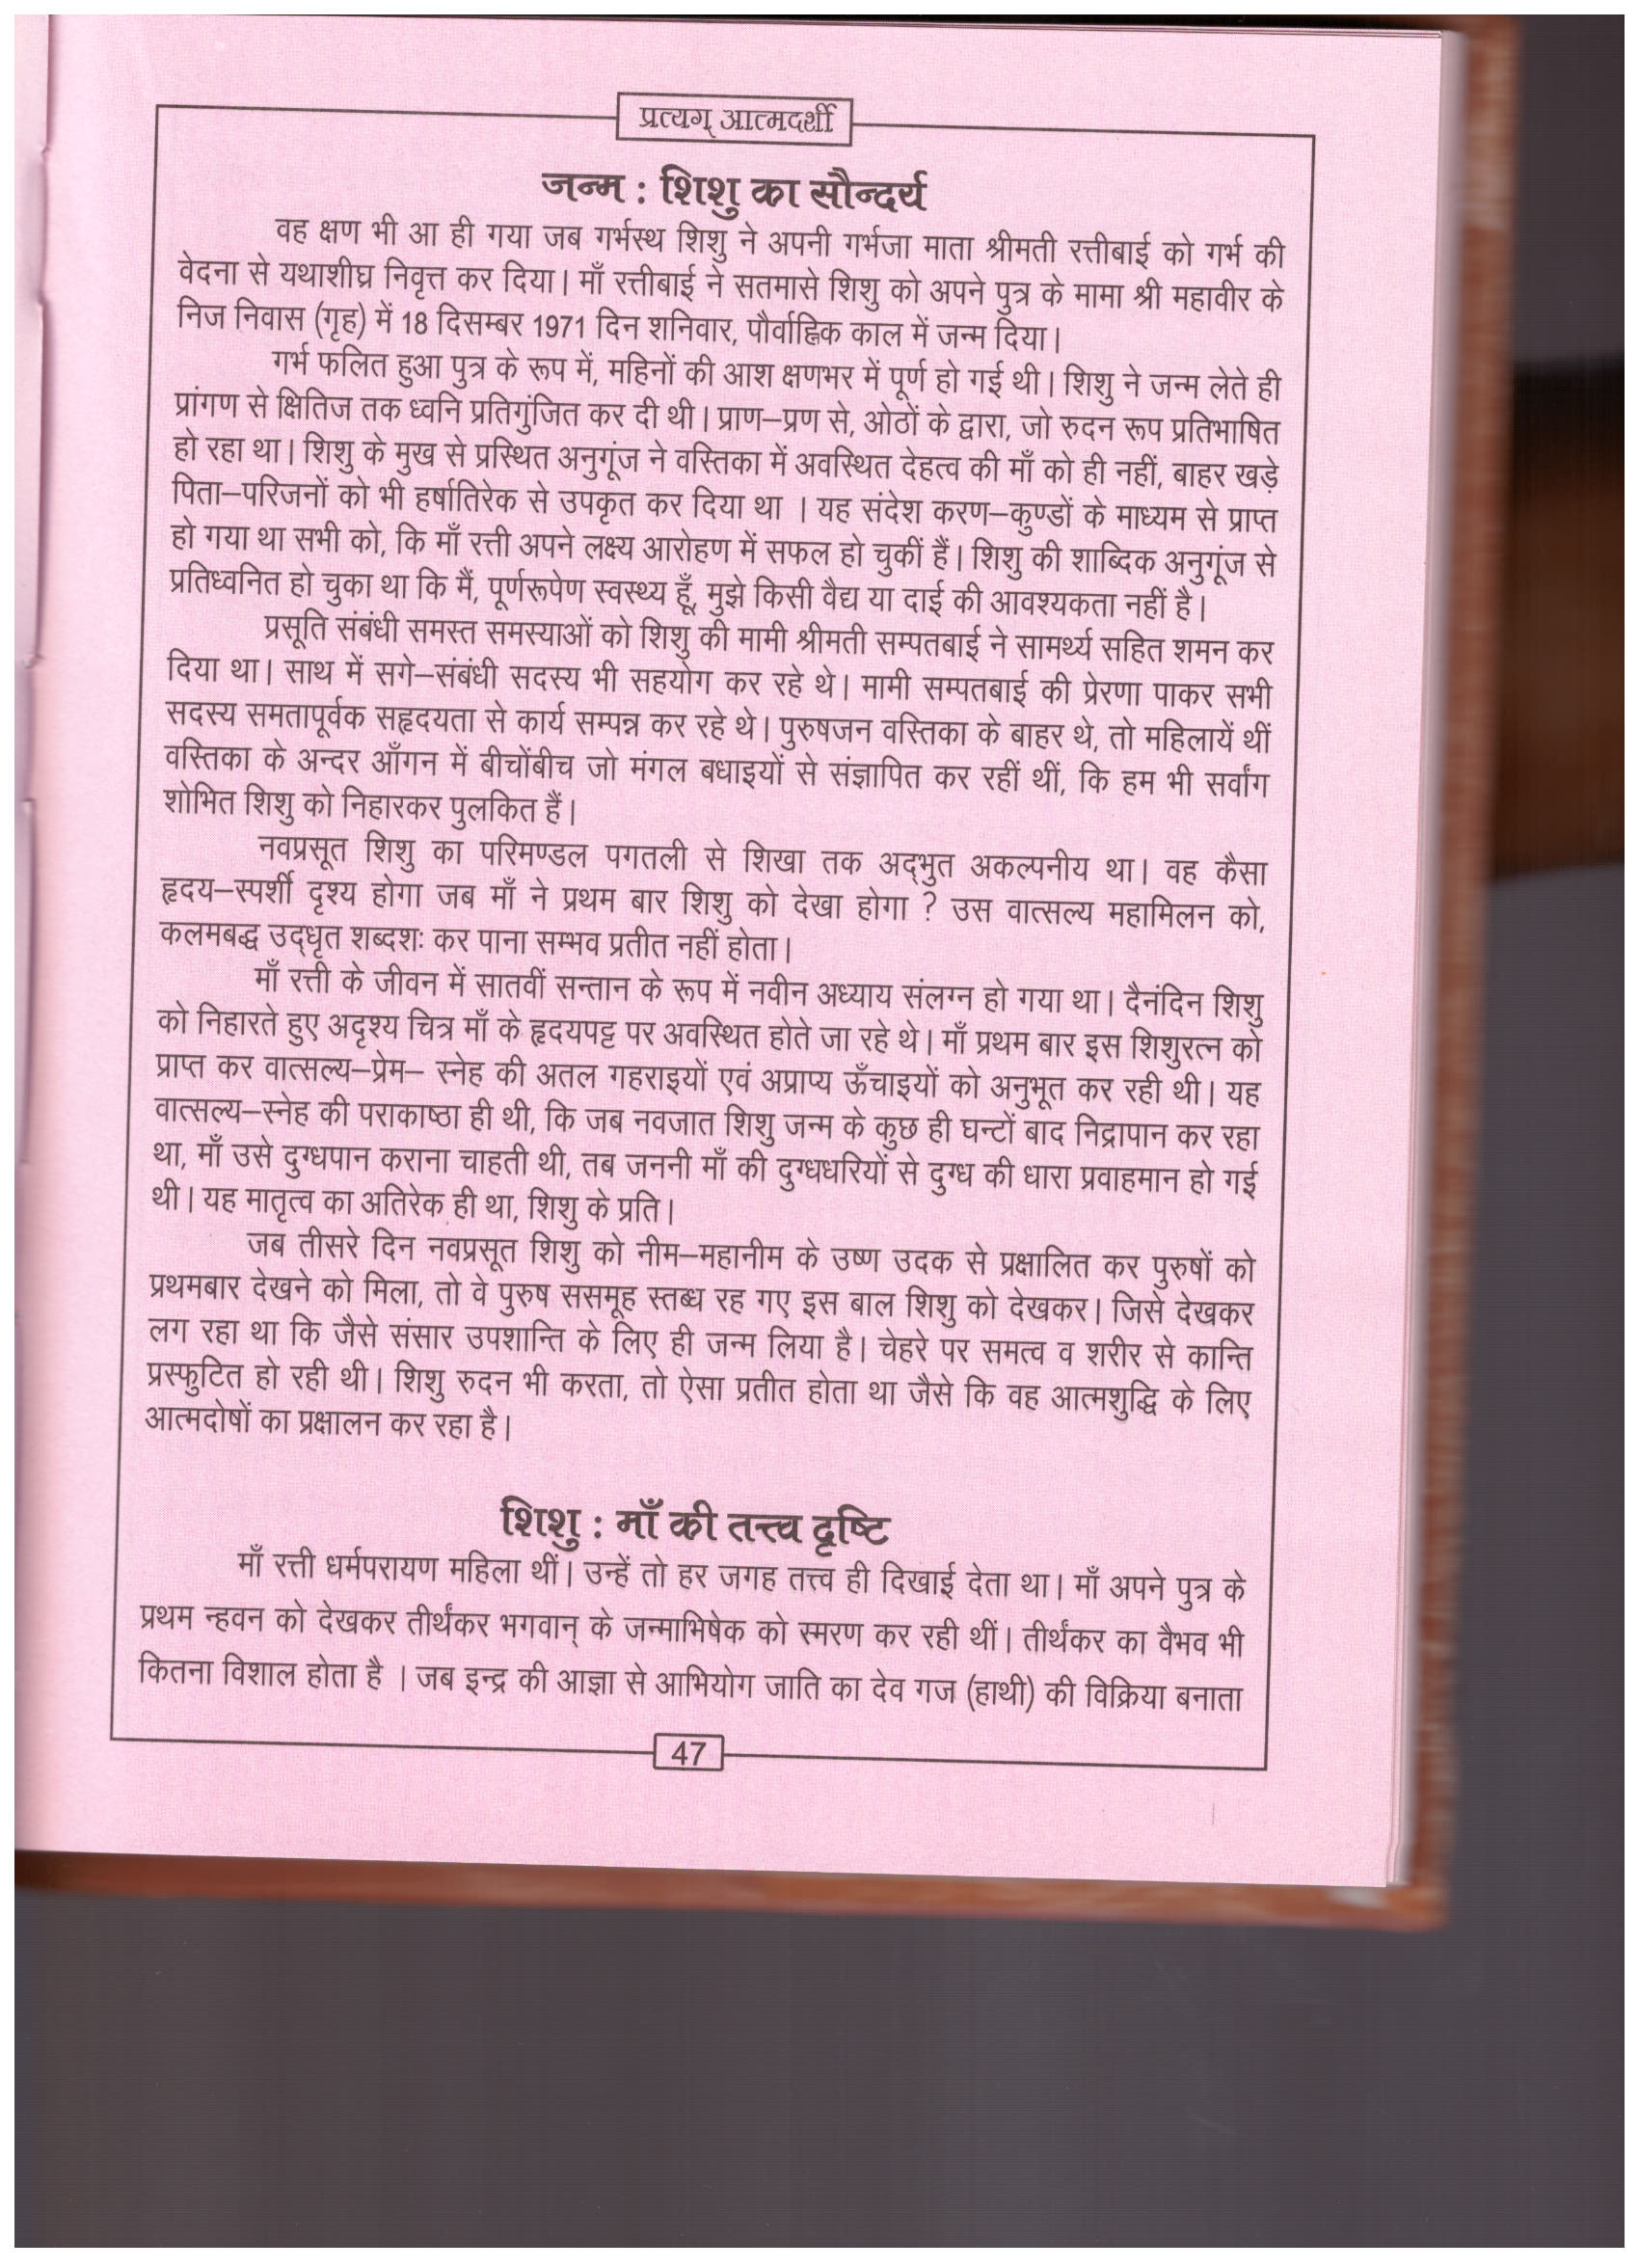 प्रत्यग् आत्मदर्शी
जन्म : शिशु का सौन्दर्य
वह क्षण भी आ ही गया जब गर्भस्थ शिशु ने अपनी गर्भजा माता श्रीमती रत्तीबाई को गर्भ की
वेदना से यथाशीघ्र निवृत्त कर दिया। माँ रत्तीबाई ने सतमासे शिशु को अपने पुत्र के मामा श्री महावीर के
निज निवास (गृह) में 18 दिसम्बर 1971 दिन शनिवार, पौर्वाह्निक काल में जन्म दिया।
गर्भ फलित हुआ पुत्र के रूप में, महिनों की आश क्षणभर में पूर्ण हो गई थी। शिशु ने जन्म लेते ही
प्रांगण से क्षितिज तक ध्वनि प्रतिगुंजित कर दी थी। प्राण–प्रण से, ओठों के द्वारा, जो रुदन रूप प्रतिभाषित
हो रहा था। शिशु के मुख से प्रस्थित अनुगूंज ने वस्तिका में अवस्थित देहत्व की माँ को ही नहीं, बाहर खड़े
पिता–परिजनों को भी हर्षातिरेक से उपकृत कर दिया था । यह संदेश करण–कुण्डों के माध्यम से प्राप्त
हो गया था सभी को, कि माँ रत्ती अपने लक्ष्य आरोहण में सफल हो चुकीं हैं। शिशु की शाब्दिक अनुगूंज से
प्रतिध्वनित हो चुका था कि मैं, पूर्णरूपेण स्वस्थ्य हूँ, मुझे किसी वैद्य या दाई की आवश्यकता नहीं है।
प्रसूति संबंधी समस्त समस्याओं को शिशु की मामी श्रीमती सम्पतबाई ने सामर्थ्य सहित शमन कर
दिया था। साथ में सगे–संबंधी सदस्य भी सहयोग कर रहे थे। मामी सम्पतबाई की प्रेरणा पाकर सभी
सदस्य समतापूर्वक सहृदयता से कार्य सम्पन्न कर रहे थे। पुरुषजन वस्तिका के बाहर थे, तो महिलायें थीं
वस्तिका के अन्दर आँगन में बीचोंबीच जो मंगल बधाइयों से संज्ञापित कर रहीं थीं, कि हम भी सर्वांग
शोभित शिशु को निहारकर पुलकित हैं।
नवप्रसूत शिशु का परिमण्डल पगतली से शिखा तक अद्भुत अकल्पनीय था। वह कैसा
हृदय–स्पर्शी दृश्य होगा जब माँ ने प्रथम बार शिशु को देखा होगा ? उस वात्सल्य महामिलन को,
कलमबद्ध उद्धृत शब्दशः कर पाना सम्भव प्रतीत नहीं होता।
माँ रत्ती के जीवन में सातवीं सन्तान के रूप में नवीन अध्याय संलग्न हो गया था। दैनंदिन शिशु
को निहारते हुए अदृश्य चित्र माँ के हृदयपट्ट पर अवस्थित होते जा रहे थे। माँ प्रथम बार इस शिशुरत्न को
प्राप्त कर वात्सल्य–प्रेम– स्नेह की अतल गहराइयों एवं अप्राप्य ऊँचाइयों को अनुभूत कर रही थी। यह
वात्सल्य–स्नेह की पराकाष्ठा ही थी, कि जब नवजात शिशु जन्म के कुछ ही घन्टों बाद निद्रापान कर रहा
था, माँ उसे दुग्धपान कराना चाहती थी, तब जननी माँ की दुग्धधरियों से दुग्ध की धारा प्रवाहमान हो गई
थी। यह मातृत्व का अतिरेक ही था, शिशु के प्रति।
जब तीसरे दिन नवप्रसूत शिशु को नीम–महानीम के उष्ण उदक से प्रक्षालित कर पुरुषों को
प्रथमबार देखने को मिला, तो वे पुरुष ससमूह स्तब्ध रह गए इस बाल शिशु को देखकर। जिसे देखकर
लग रहा था कि जैसे संसार उपशान्ति के लिए ही जन्म लिया है। चेहरे पर समत्व व शरीर से कान्ति
प्रस्फुटित हो रही थी। शिशु रुदन भी करता, तो ऐसा प्रतीत होता था जैसे कि वह आत्मशुद्धि के लिए
आत्मदोषों का प्रक्षालन कर रहा है।
शिशु : माँ की तत्त्व दृष्टि
माँ रत्ती धर्मपरायण महिला थीं। उन्हें तो हर जगह तत्त्व ही दिखाई देता था। माँ अपने पुत्र के
प्रथम न्हवन को देखकर तीर्थंकर भगवान् के जन्माभिषेक को स्मरण कर रही थीं। तीर्थंकर का वैभव भी
कितना विशाल होता है । जब इन्द्र की आज्ञा से आभियोग जाति का देव गज (हाथी) की विक्रिया बनाता
47